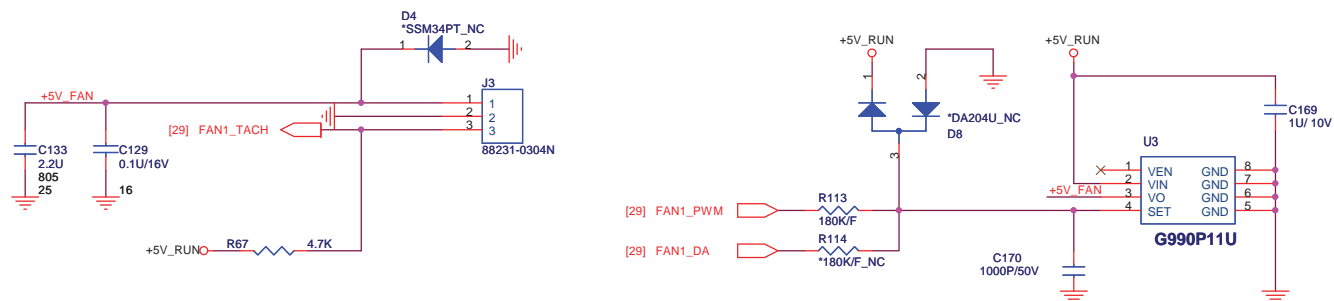 D4
*SSM34PT_NC
1
2
+5V_FAN
J3
1
2
3
1
2
3
[29] FAN1_TACH
88231-0304N
C133
2.2U
805
25
C129
0.1U/16V
16
+5V_RUN
R67
4.7K
+5V_RUN
1
2
*DA204U_NC
D8
3
+5V_RUN
C169
1U/ 10V
U3
1
2
3
4
VEN
VIN
VO
SET
GND
GND
GND
GND
8
7
6
5
+5V_FAN
G990P11U
[29] FAN1_PWM
R113
180K/F
[29] FAN1_DA
R114
*180K/F_NC
C170
1000P/50V